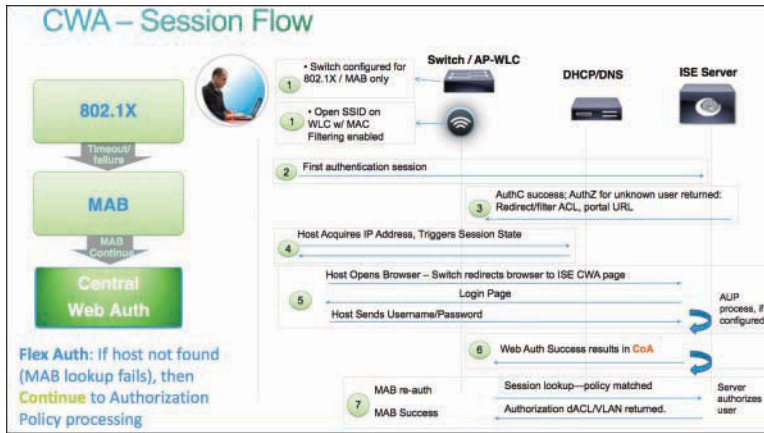 CWA – Session Flow
802.1X
Timeout/
failure
MAB
MAB
Continue
Central
Web Auth
Flex Auth: If host not found
(MAB lookup fails), then
Continue to Authorization
Policy processing
Switch / AP-WLC
DHCP/DNS
ISE Server
1
• Switch configured for
802.1X / MAB only
1
• Open SSID on
WLC w/ MAC
Filtering enabled
2
First authentication session
3
AuthC success; AuthZ for unknown user returned:
Redirect/filter ACL, portal URL
4
Host Acquires IP Address, Triggers Session State
5
Host Opens Browser – Switch redirects browser to ISE CWA page
Login Page
Host Sends Username/Password
AUP
process, if
configured
6
Web Auth Success results in CoA
7
MAB re-auth
MAB Success
Session lookup—policy matched
Authorization dACL/VLAN returned.
Server
authorizes
user